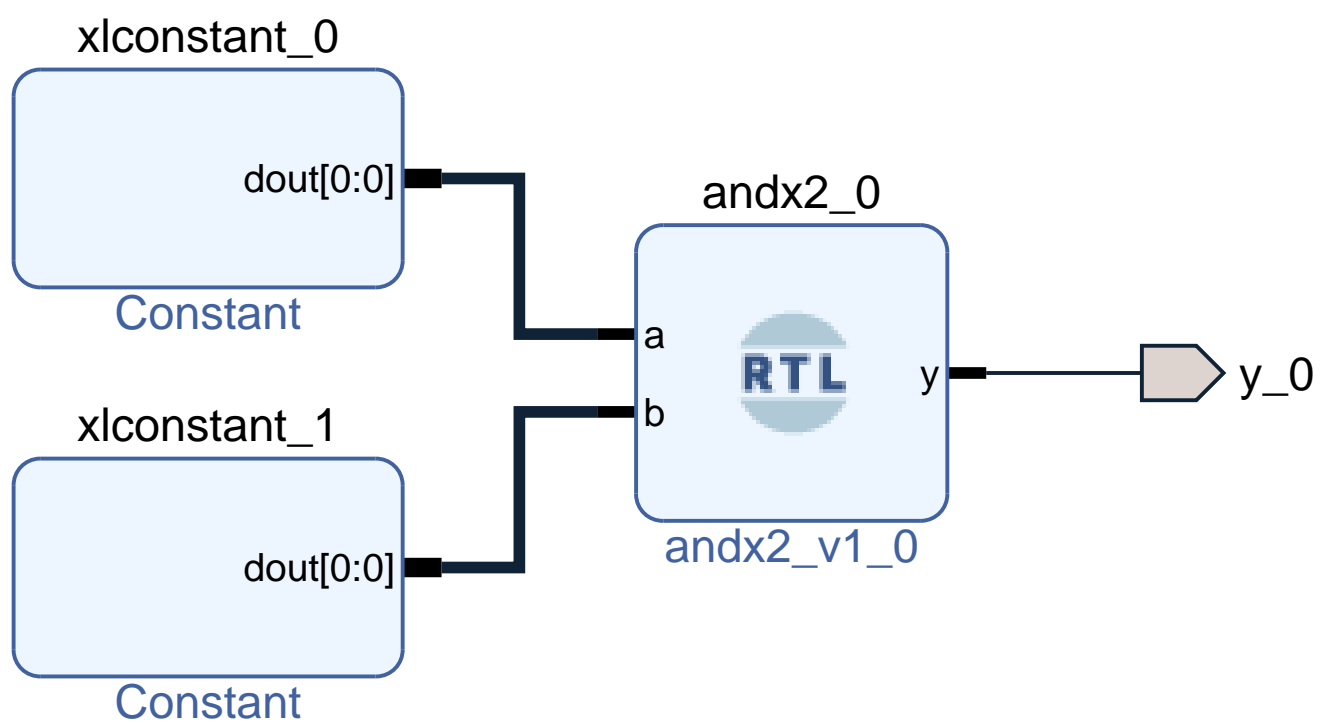 xlconstant_0
dout[0:0]
Constant
xlconstant_1
dout[0:0]
Constant
andx2_0
a
b
RTL
y
andx2_v1_0
y_0